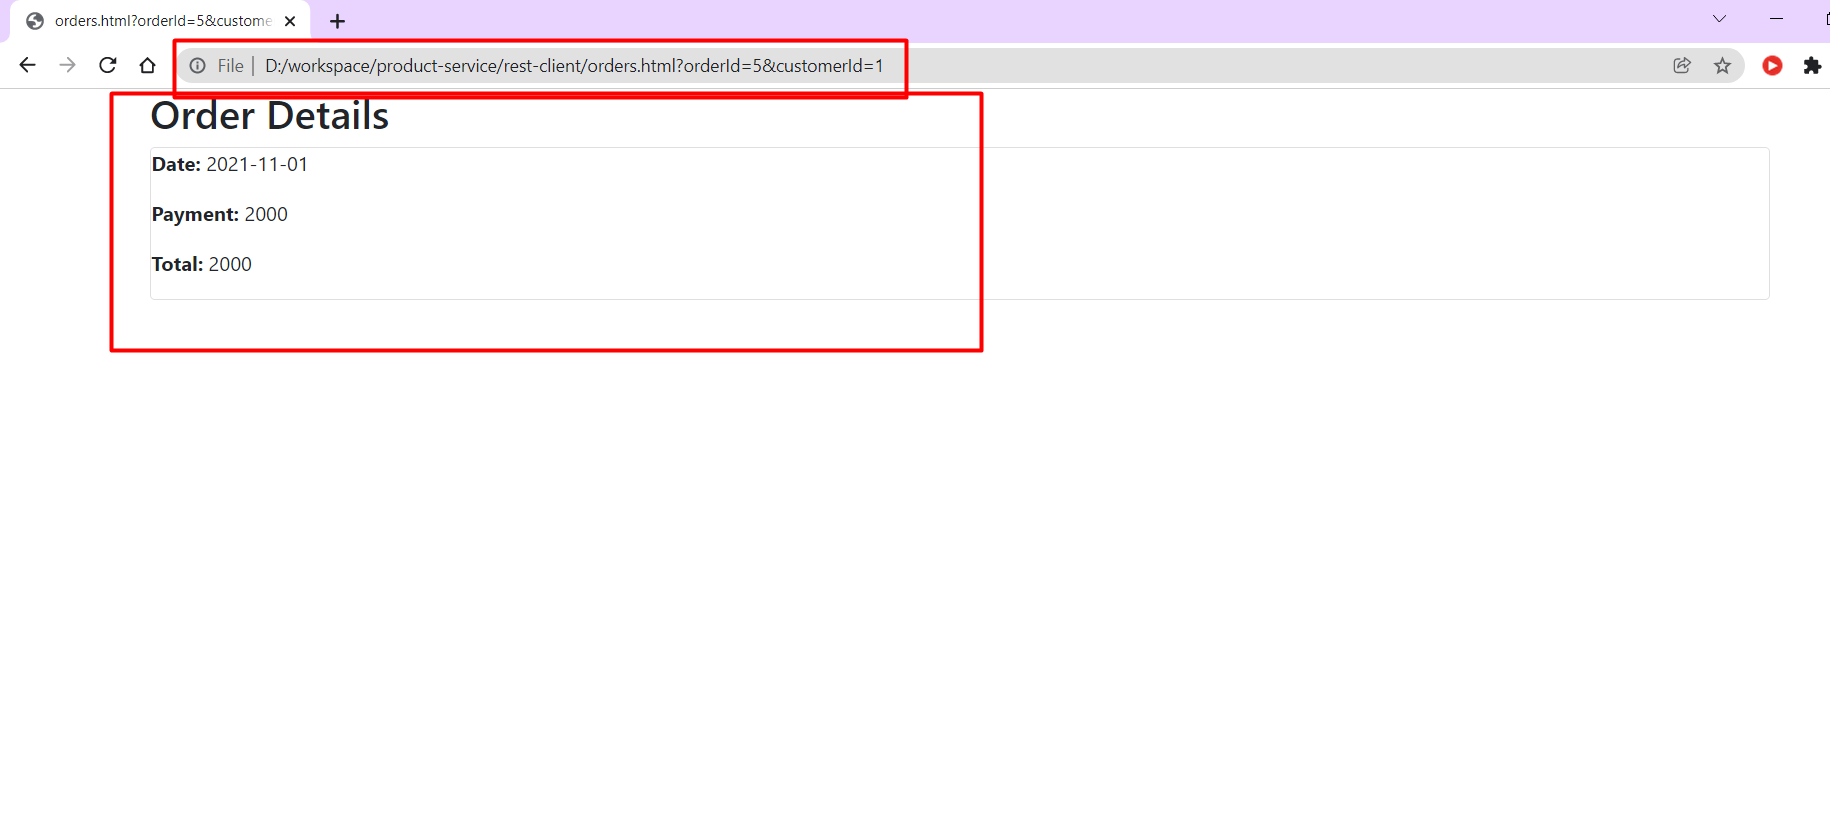 orders.html?orderId=5&custome
File | D:/workspace/product-service/rest-client/orders.html?orderId=5&customerId=1
Order Details
Date: 2021-11-01
Payment: 2000
Total: 2000